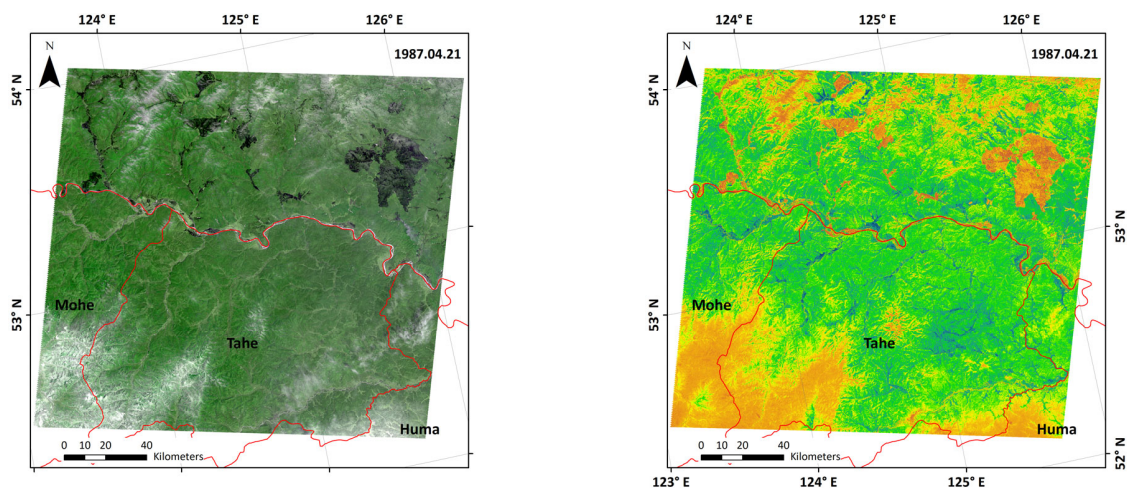 124° E 125° E 126° E
1987.04.21
N
54° N
53° N
Mohe
Tahe
Huma
0 10 20 40
Kilometers
124° E 125° E 126° E
1987.04.21
N
54° N
53° N
53° N
Mohe
Tahe
Huma
0 10 20 40
Kilometers
52° N
123° E 124° E 125° E